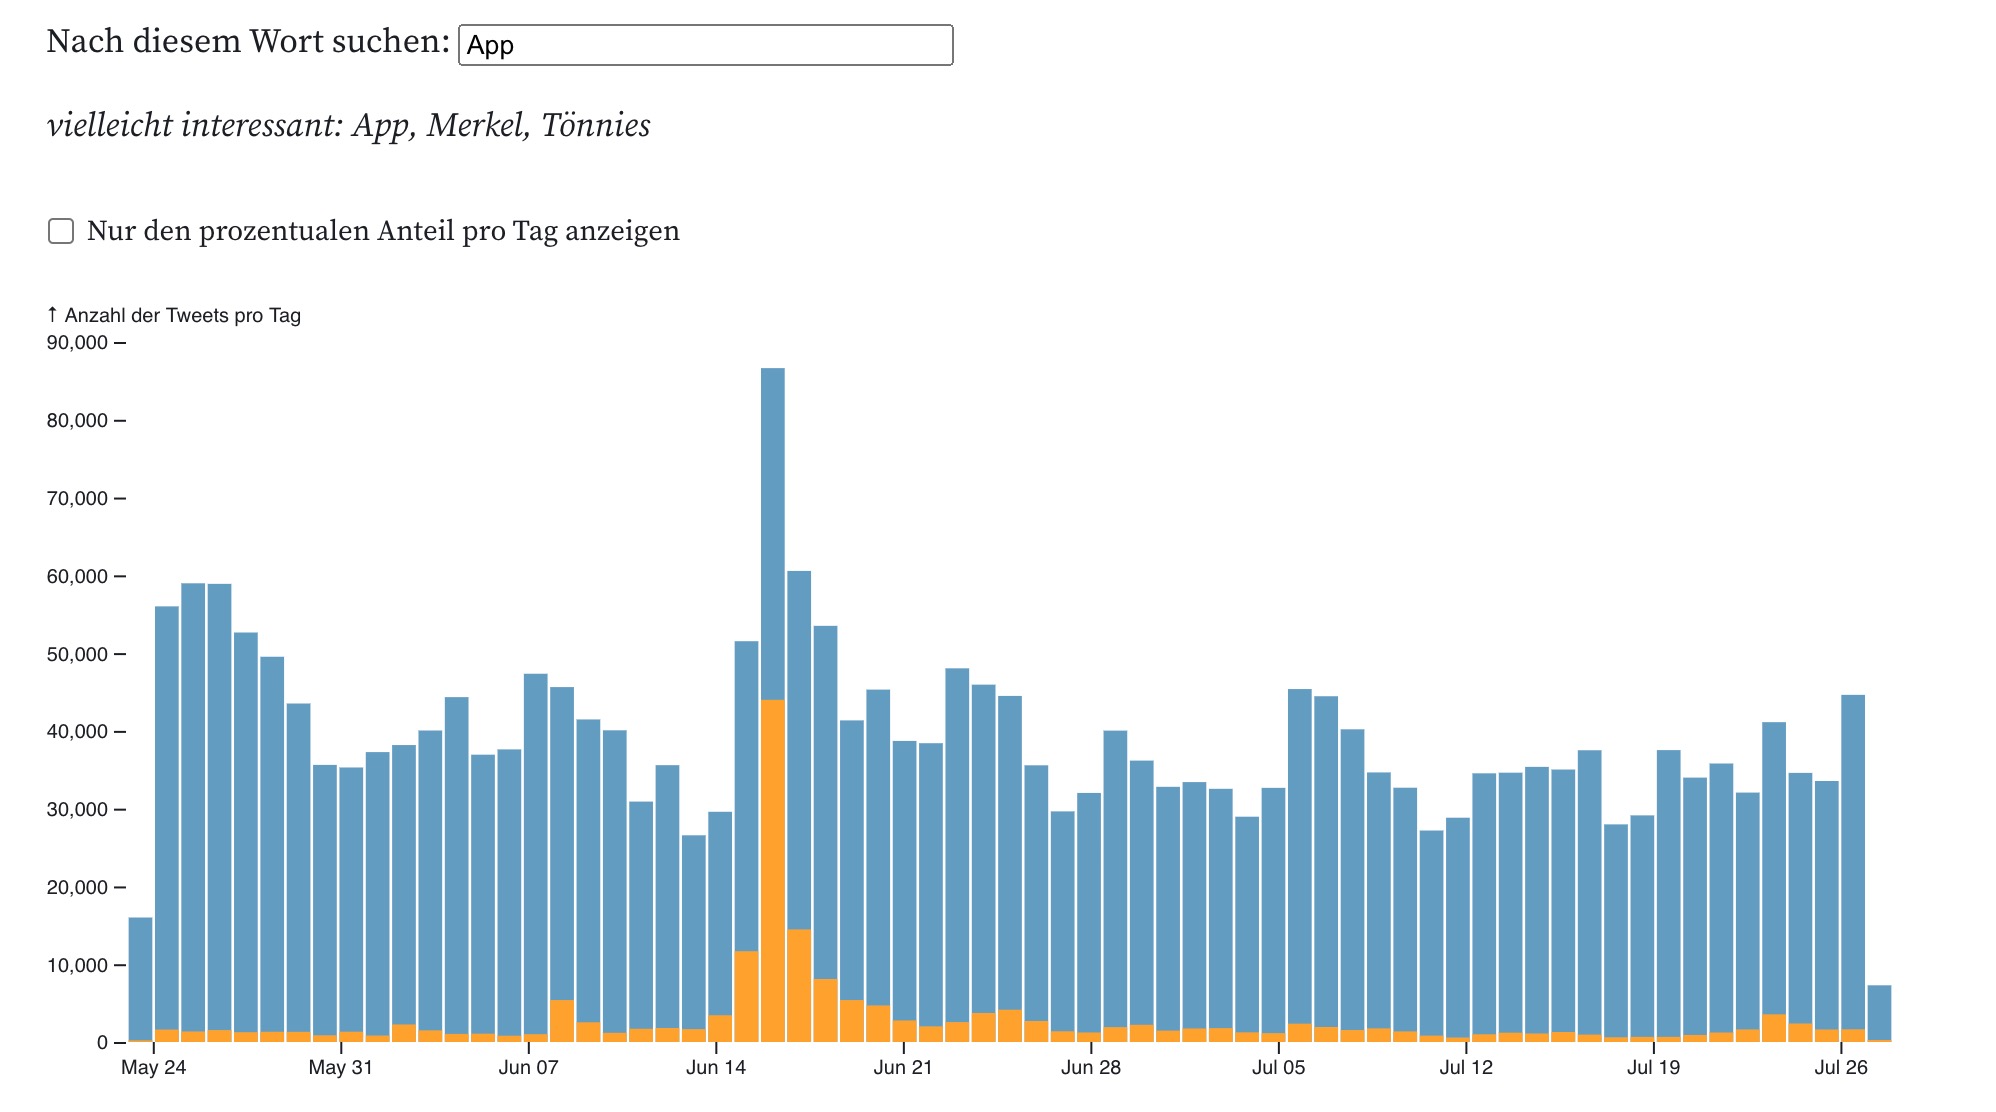 Nach diesem Wort suchen: App
vielleicht interessant: App, Merkel, Tönnies
Nur den prozentualen Anteil pro Tag anzeigen
↑ Anzahl der Tweets pro Tag
90,000
80,000
70,000
60,000
50,000
40,000
30,000
20,000
10,000
0
May 24 May 31 Jun 07 Jun 14 Jun 21 Jun 28 Jul 05 Jul 12 Jul 19 Jul 26